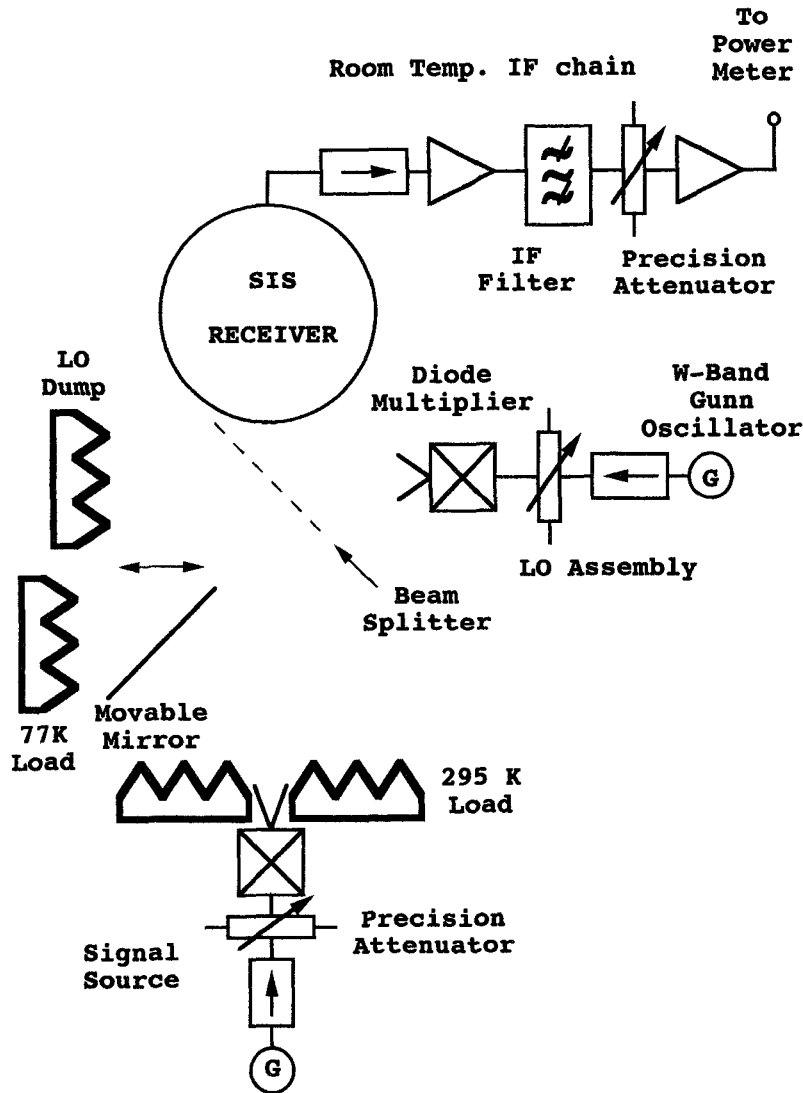 To
Power
Meter
Room Temp. IF chain
IF
Filter
Precision
Attenuator
SIS
RECEIVER
LO
Dump
Diode
Multiplier
W-Band
Gunn
Oscillator
G
LO Assembly
Beam
Splitter
77K
Load
Movable
Mirror
295 K
Load
Precision
Attenuator
Signal
Source
G